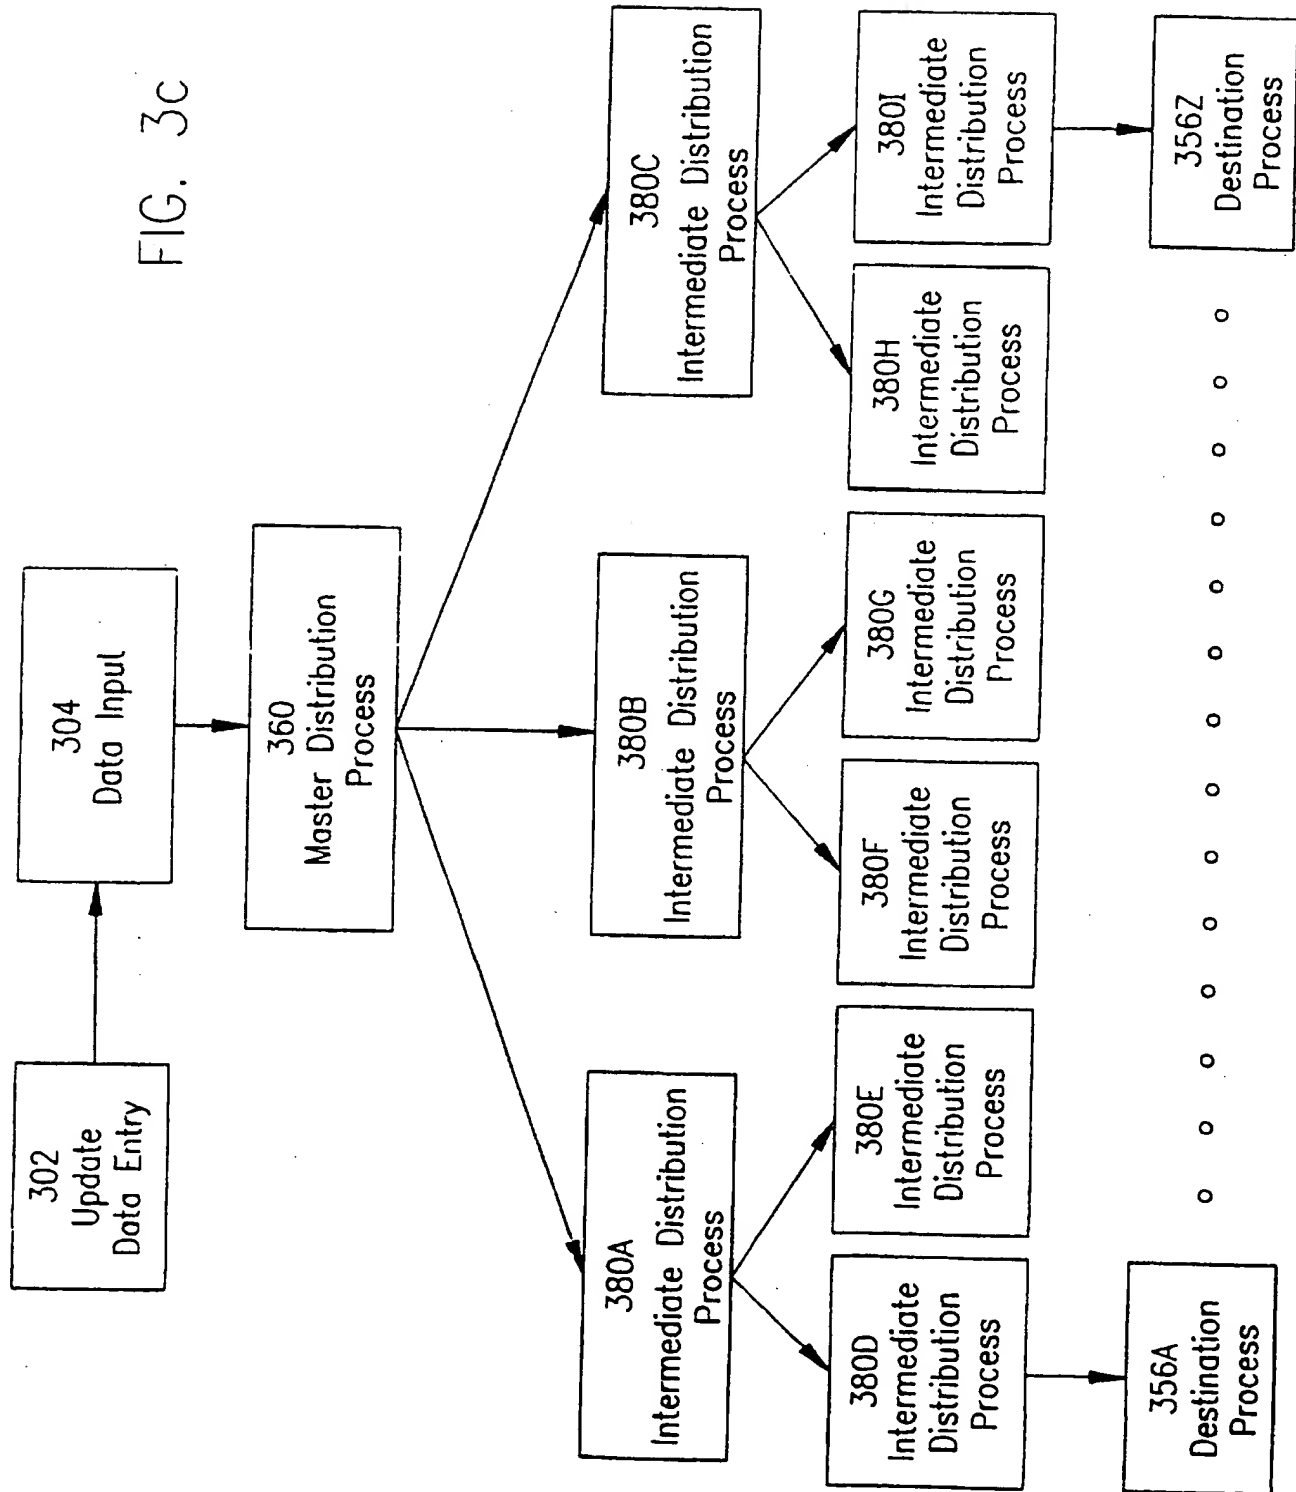 FIG. 3c
302
Update
Data Entry
304
Data Input
360
Master Distribution
Process
380A
Intermediate Distribution
Process
380B
Intermediate Distribution
Process
380C
Intermediate Distribution
Process
380D
Intermediate
Distribution
Process
380E
Intermediate
Distribution
Process
380F
Intermediate
Distribution
Process
380G
Intermediate
Distribution
Process
380H
Intermediate
Distribution
Process
380I
Intermediate
Distribution
Process
356A
Destination
Process
356Z
Destination
Process